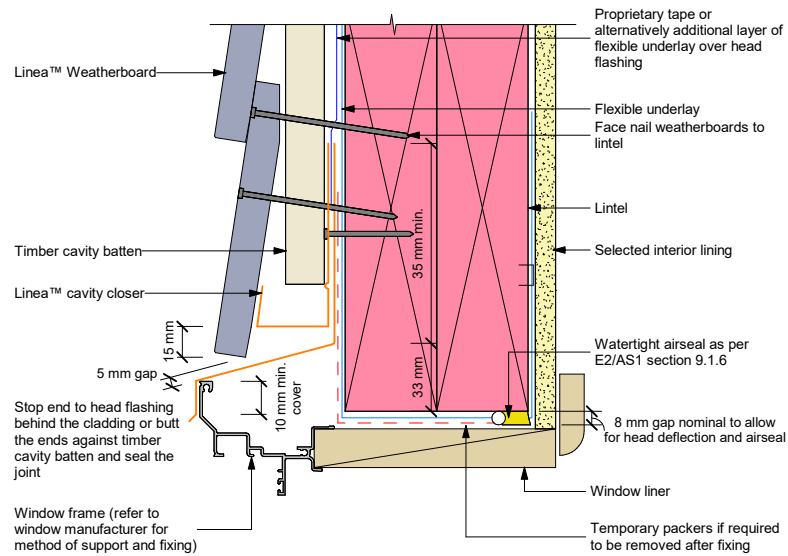 Proprietary tape or
alternatively additional layer of
flexible underlay over head
flashing
Linea™ Weatherboard
Flexible underlay
Face nail weatherboards to
lintel
Lintel
Timber cavity batten
Selected interior lining
35 mm min.
Linea™ cavity closer
15 mm
Watertight airseal as per
E2/AS1 section 9.1.6
5 mm gap
10 mm min.
cover
33 mm
Stop end to head flashing
behind the cladding or butt
the ends against timber
cavity batten and seal the
joint
8 mm gap nominal to allow
for head deflection and airseal
Window liner
Window frame (refer to
window manufacturer for
method of support and fixing)
Temporary packers if required
to be removed after fixing